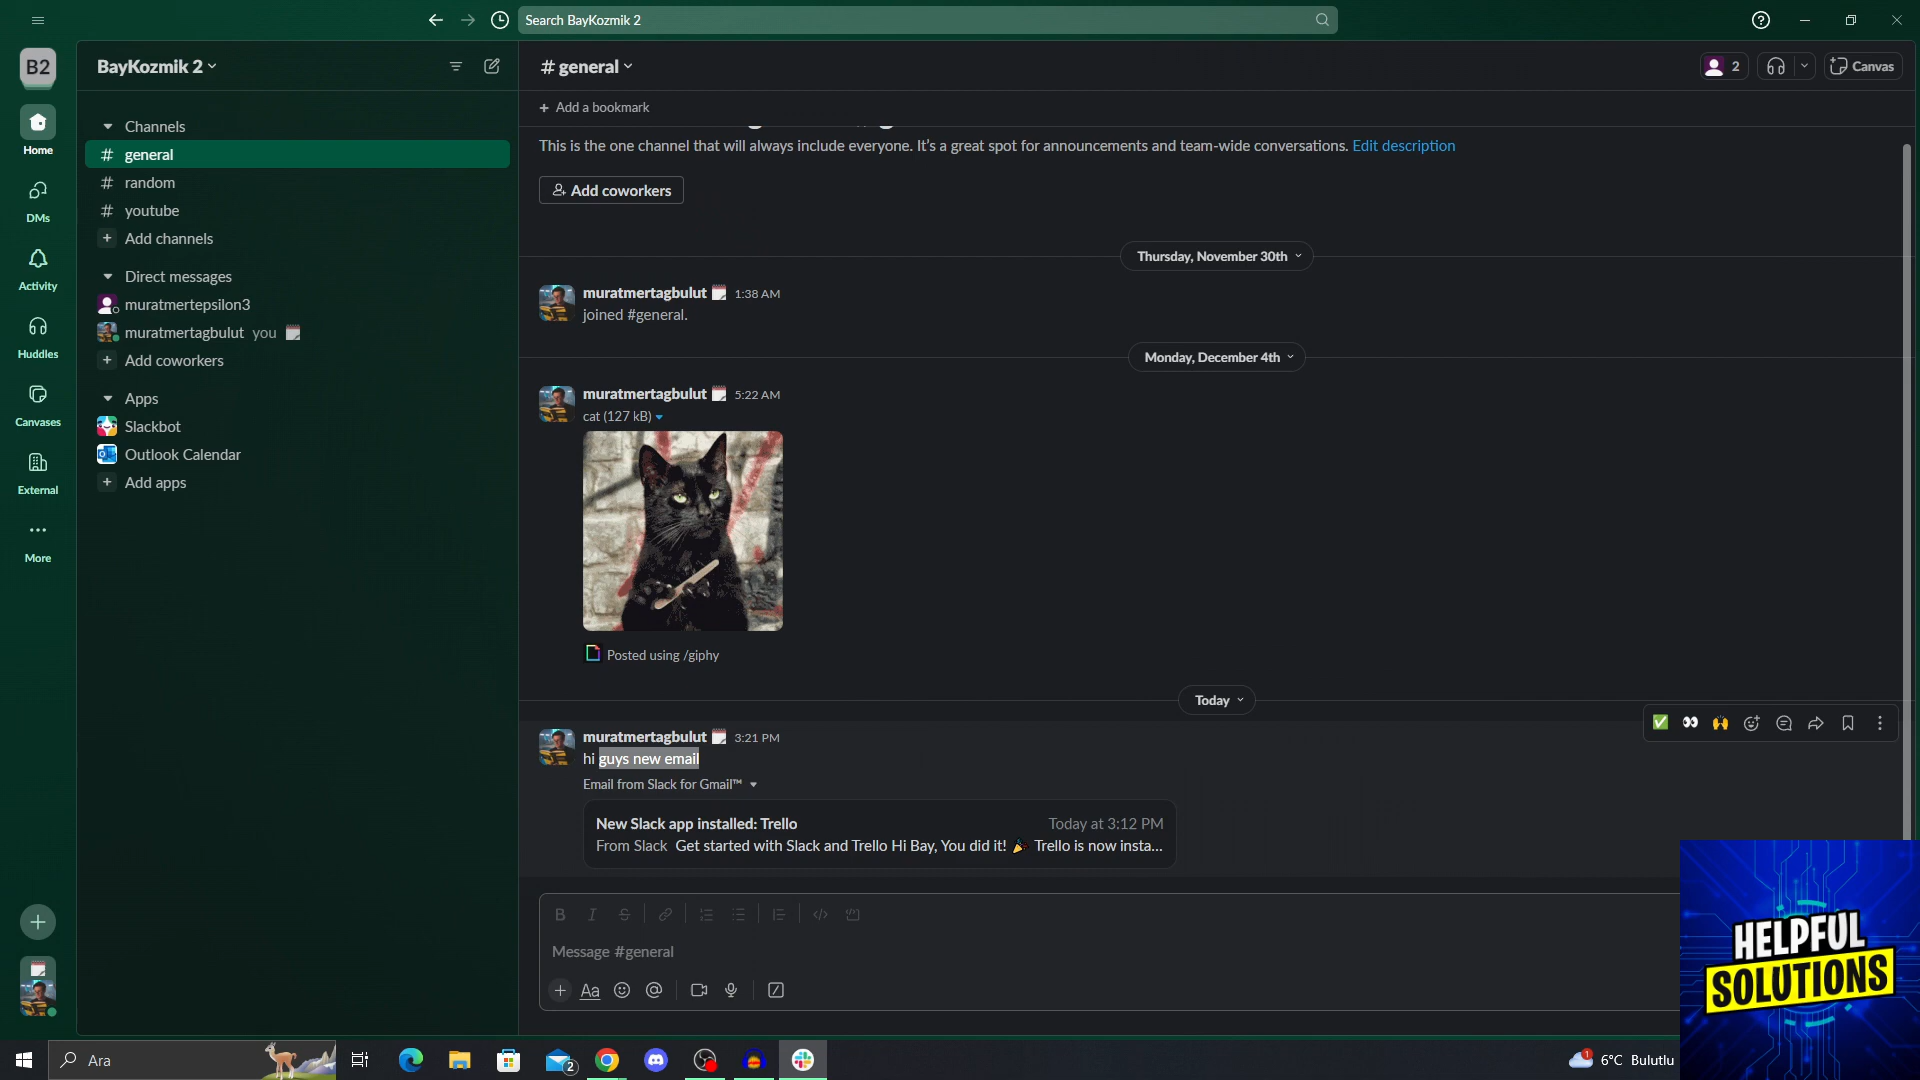 Search BayKozmik 2
B2
BayKozmik 2
# general
2
Canvas
Home
DMs
Activity
Huddles
Canvases
External
More
Channels
# general
# random
# youtube
+ Add channels
Direct messages
muratmertepsilon3
muratmertagbulut you
+ Add coworkers
Apps
Slackbot
Outlook Calendar
+ Add apps
+ Add a bookmark
This is the one channel that will always include everyone. It's a great spot for announcements and team-wide conversations. Edit description
Add coworkers
Thursday, November 30th
muratmertagbulut 1:38 AM
joined #general.
Monday, December 4th
muratmertagbulut 5:22 AM
cat (127 kB)
Posted using /giphy
Today
muratmertagbulut 3:21 PM
hi guys new email
Email from Slack for Gmail™
New Slack app installed: Trello Today at 3:12 PM
From Slack Get started with Slack and Trello Hi Bay, You did it! 🎉 Trello is now insta...
B I S
Message #general
+ Aa @
HELPFUL
SOLUTIONS
Ara
2
1
6°C Bulutlu